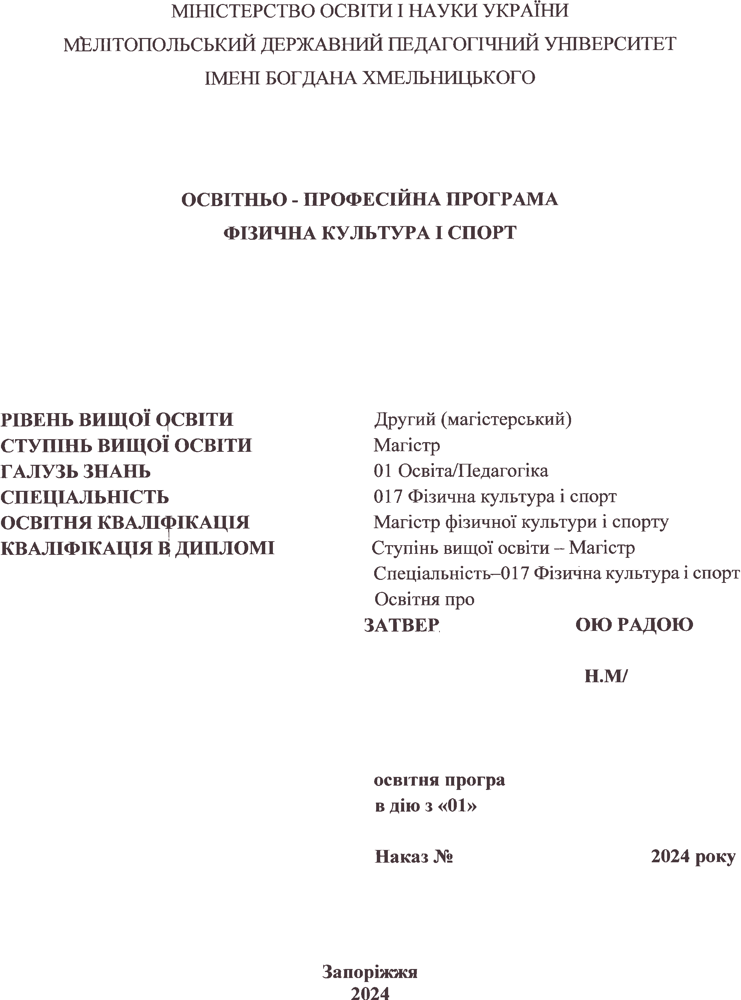 МІНІСТЕРСТВО ОСВІТИ І НАУКИ УКРАЇНИ
МЕЛІТОПОЛЬСЬКИЙ ДЕРЖАВНИЙ ПЕДАГОГІЧНИЙ УНІВЕРСИТЕТ
ІМЕНІ БОГДАНА ХМЕЛЬНИЦЬКОГО
ОСВІТНЬО - ПРОФЕСІЙНА ПРОГРАМА
ФІЗИЧНА КУЛЬТУРА І СПОРТ
РІВЕНЬ ВИЩОЇ ОСВІТИ Другий (магістерський)
СТУПІНЬ ВИЩОЇ ОСВІТИ Магістр
ГАЛУЗЬ ЗНАНЬ 01 Освіта/Педагогіка
СПЕЦІАЛЬНІСТЬ 017 Фізична культура і спорт
ОСВІТНЯ КВАЛІФІКАЦІЯ Магістр фізичної культури і спорту
КВАЛІФІКАЦІЯ В ДИПЛОМІ Ступінь вищої освіти – Магістр
Спеціальність–017 Фізична культура і спорт
Освітня про
ЗАТВЕР ОЮ РАДОЮ
Н.М/
освітня програ
в дію з «01»
Наказ № 2024 року
Запоріжжя
2024